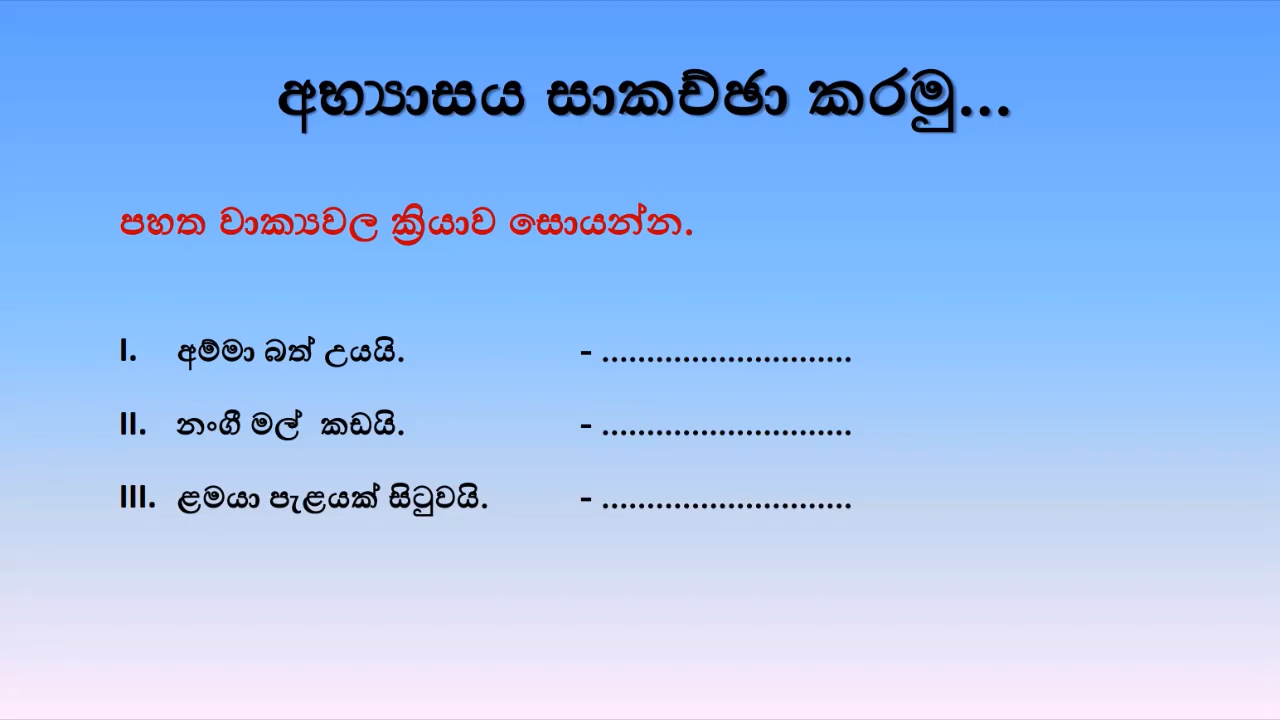 අභ්‍යාසය සාකච්ඡා කරමු...
පහත වාක්‍යවල ක්‍රියාව සොයන්න.
I. අම්මා බත් උයයි. - ............................
II. නංගී මල් කඩයි. - ............................
III. ළමයා පැළයක් සිටුවයි. - ............................